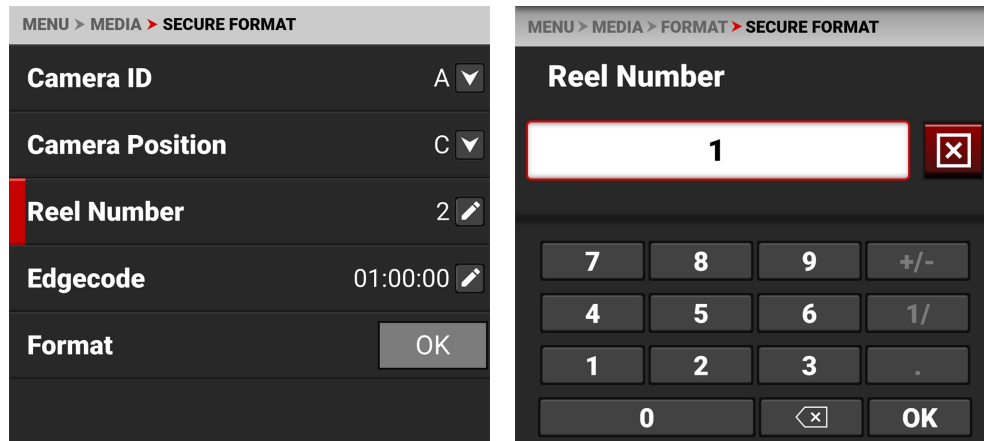 MENU > MEDIA > SECURE FORMAT
Camera ID A
Camera Position C
Reel Number 2
Edgecode 01:00:00
Format OK
MENU > MEDIA > FORMAT > SECURE FORMAT
Reel Number
1
7 8 9 +/-
4 5 6 1/
1 2 3 .
0 OK